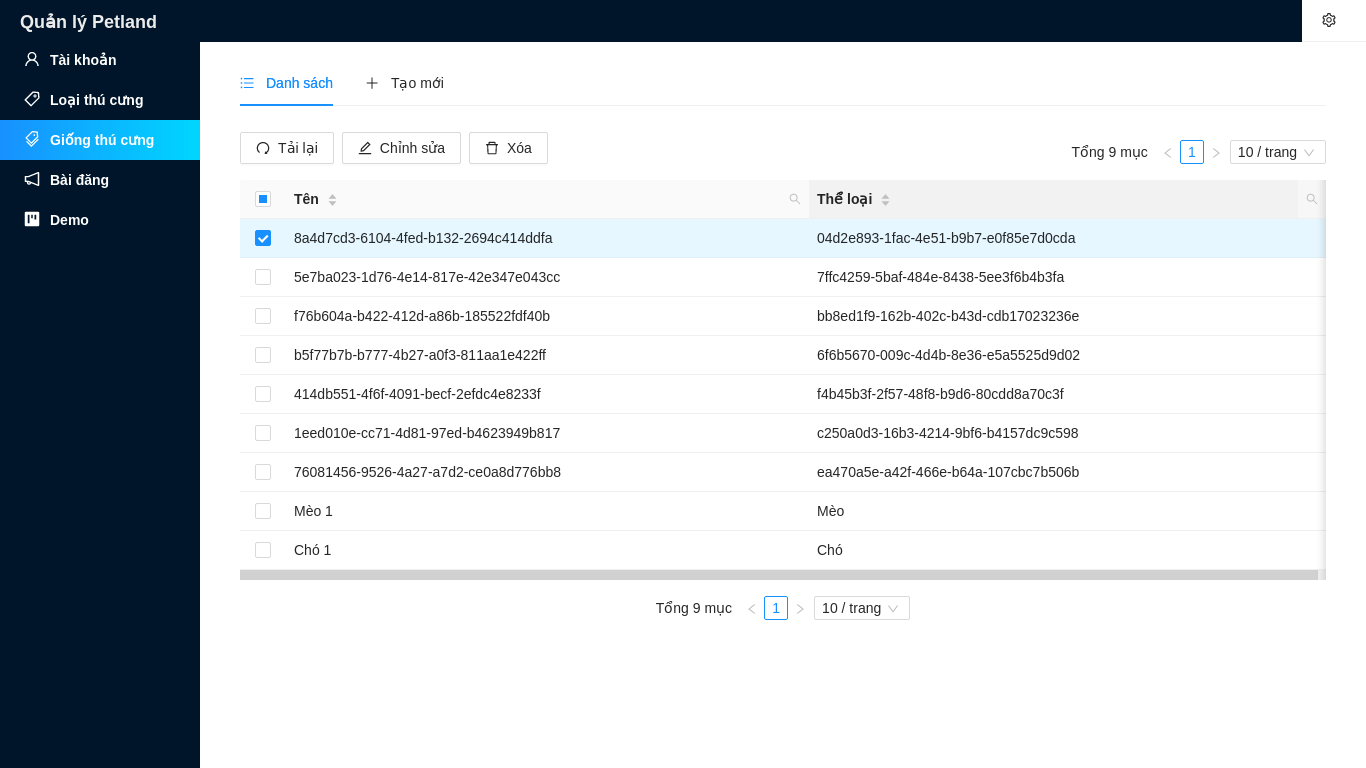 Quản lý Petland
Tài khoản
Loại thú cưng
Giống thú cưng
Bài đăng
Demo
Danh sách Tạo mới
Tải lại Chỉnh sửa Xóa
Tổng 9 mục 1 10 / trang
Tên Thể loại
8a4d7cd3-6104-4fed-b132-2694c414ddfa 04d2e893-1fac-4e51-b9b7-e0f85e7d0cda
5e7ba023-1d76-4e14-817e-42e347e043cc 7ffc4259-5baf-484e-8438-5ee3f6b4b3fa
f76b604a-b422-412d-a86b-185522fdf40b bb8ed1f9-162b-402c-b43d-cdb17023236e
b5f77b7b-b777-4b27-a0f3-811aa1e422ff 6f6b5670-009c-4d4b-8e36-e5a5525d9d02
414db551-4f6f-4091-becf-2efdc4e8233f f4b45b3f-2f57-48f8-b9d6-80cdd8a70c3f
1eed010e-cc71-4d81-97ed-b4623949b817 c250a0d3-16b3-4214-9bf6-b4157dc9c598
76081456-9526-4a27-a7d2-ce0a8d776bb8 ea470a5e-a42f-466e-b64a-107cbc7b506b
Mèo 1 Mèo
Chó 1 Chó
Tổng 9 mục 1 10 / trang